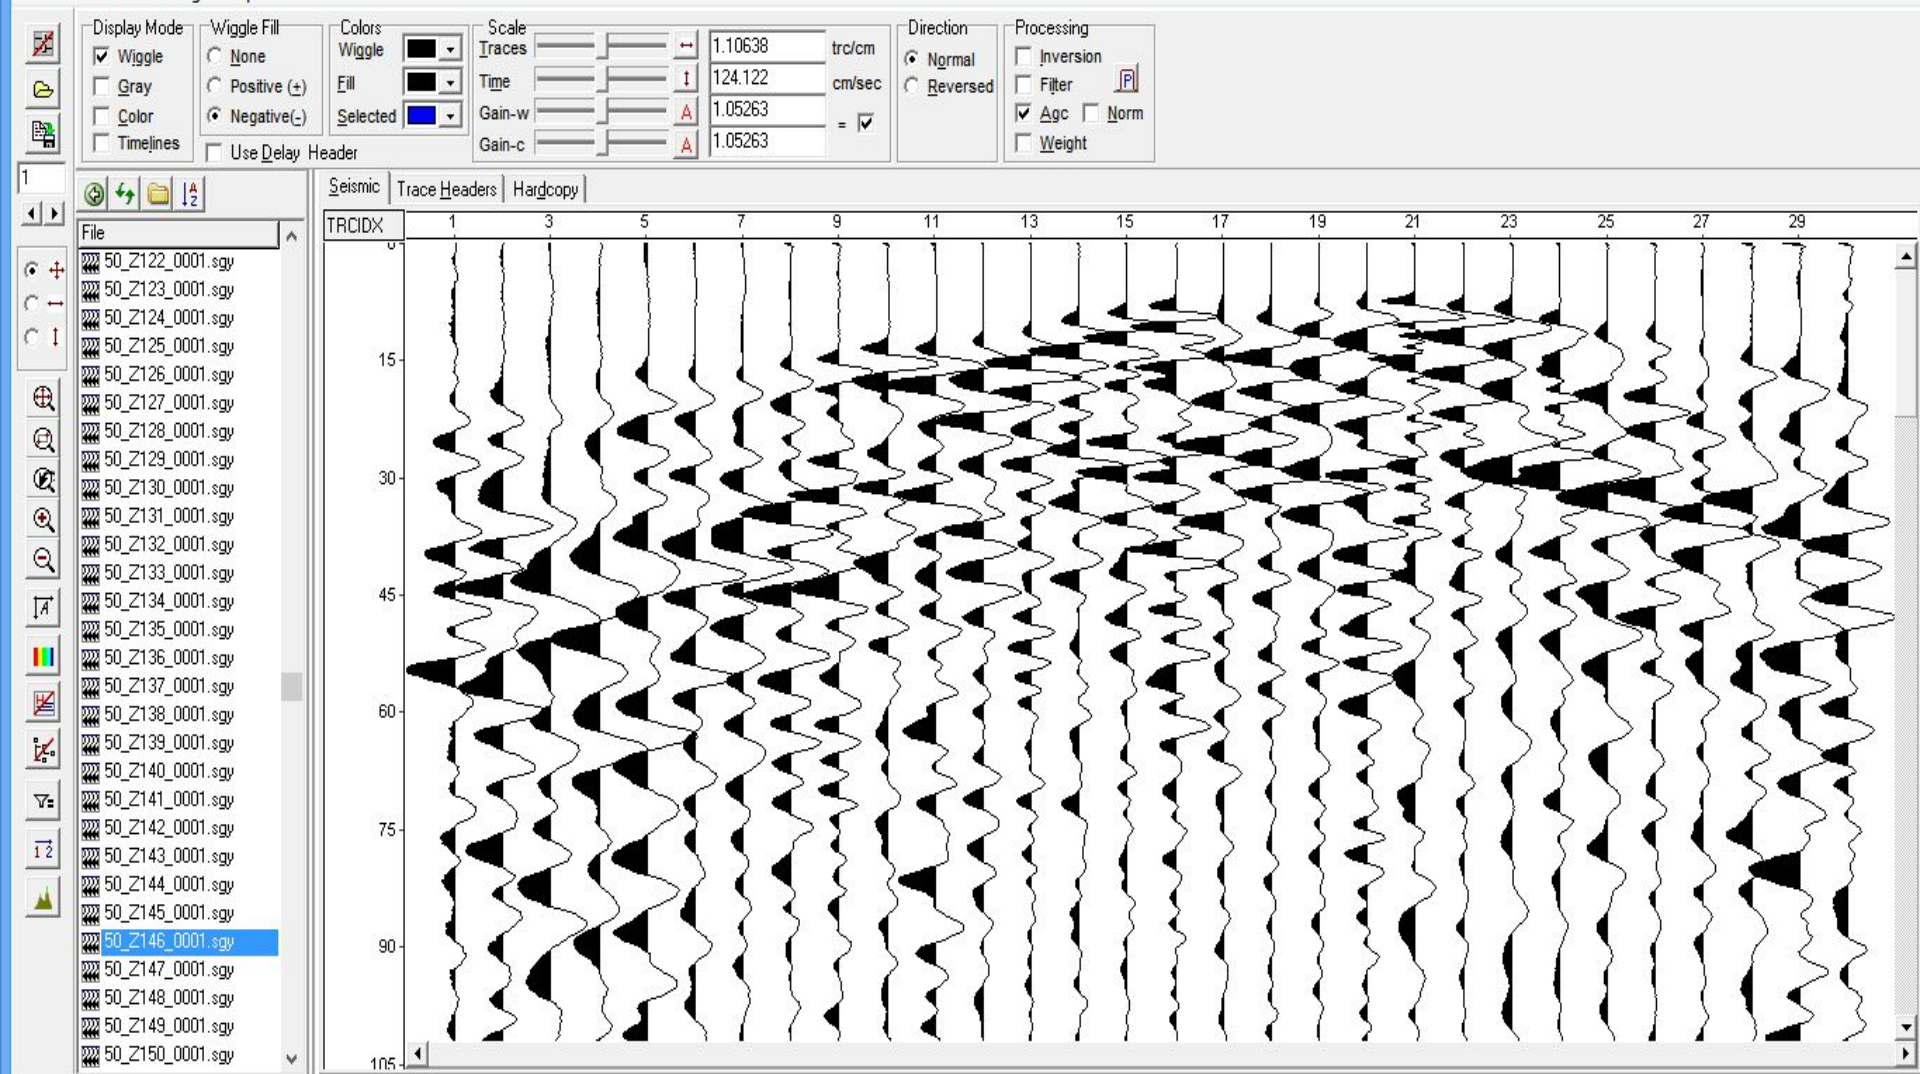 Display Mode
Wiggle
Gray
Color
Timelines
Wiggle Fill
None
Positive (+)
Negative(-)
Use Delay Header
Colors
Wiggle
Fill
Selected
Scale
Traces 1.10638 trc/cm
Time 124.122 cm/sec
Gain-w A 1.05263
=
Gain-c A 1.05263
Direction
Normal
Reversed
Processing
Inversion
Filter P
Agc Norm
Weight
1
A
Z
Seismic Trace Headers Hardcopy
File
50_Z122_0001.sgy
50_Z123_0001.sgy
50_Z124_0001.sgy
50_Z125_0001.sgy
50_Z126_0001.sgy
50_Z127_0001.sgy
50_Z128_0001.sgy
50_Z129_0001.sgy
50_Z130_0001.sgy
50_Z131_0001.sgy
50_Z132_0001.sgy
50_Z133_0001.sgy
50_Z134_0001.sgy
50_Z135_0001.sgy
50_Z136_0001.sgy
50_Z137_0001.sgy
50_Z138_0001.sgy
50_Z139_0001.sgy
50_Z140_0001.sgy
50_Z141_0001.sgy
50_Z142_0001.sgy
50_Z143_0001.sgy
50_Z144_0001.sgy
50_Z145_0001.sgy
50_Z146_0001.sgy
50_Z147_0001.sgy
50_Z148_0001.sgy
50_Z149_0001.sgy
50_Z150_0001.sgy
TRCIDX 1 3 5 7 9 11 13 15 17 19 21 23 25 27 29
0
15
30
45
60
75
90
105
A
1 2